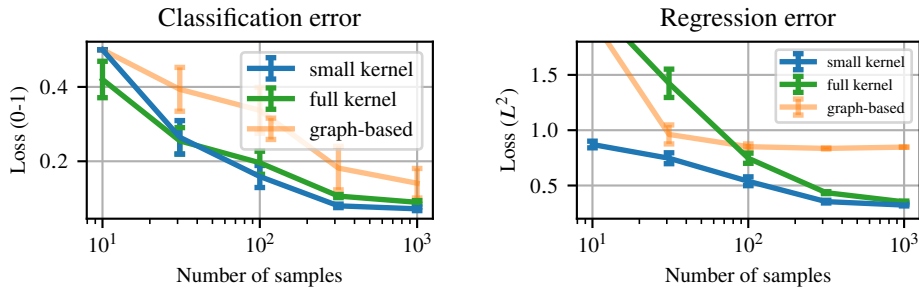 Classification error
Loss (0-1)
0.4
0.2
small kernel
full kernel
graph-based
10^1
10^2
10^3
Number of samples
Regression error
Loss (L^2)
1.5
1.0
0.5
small kernel
full kernel
graph-based
10^1
10^2
10^3
Number of samples